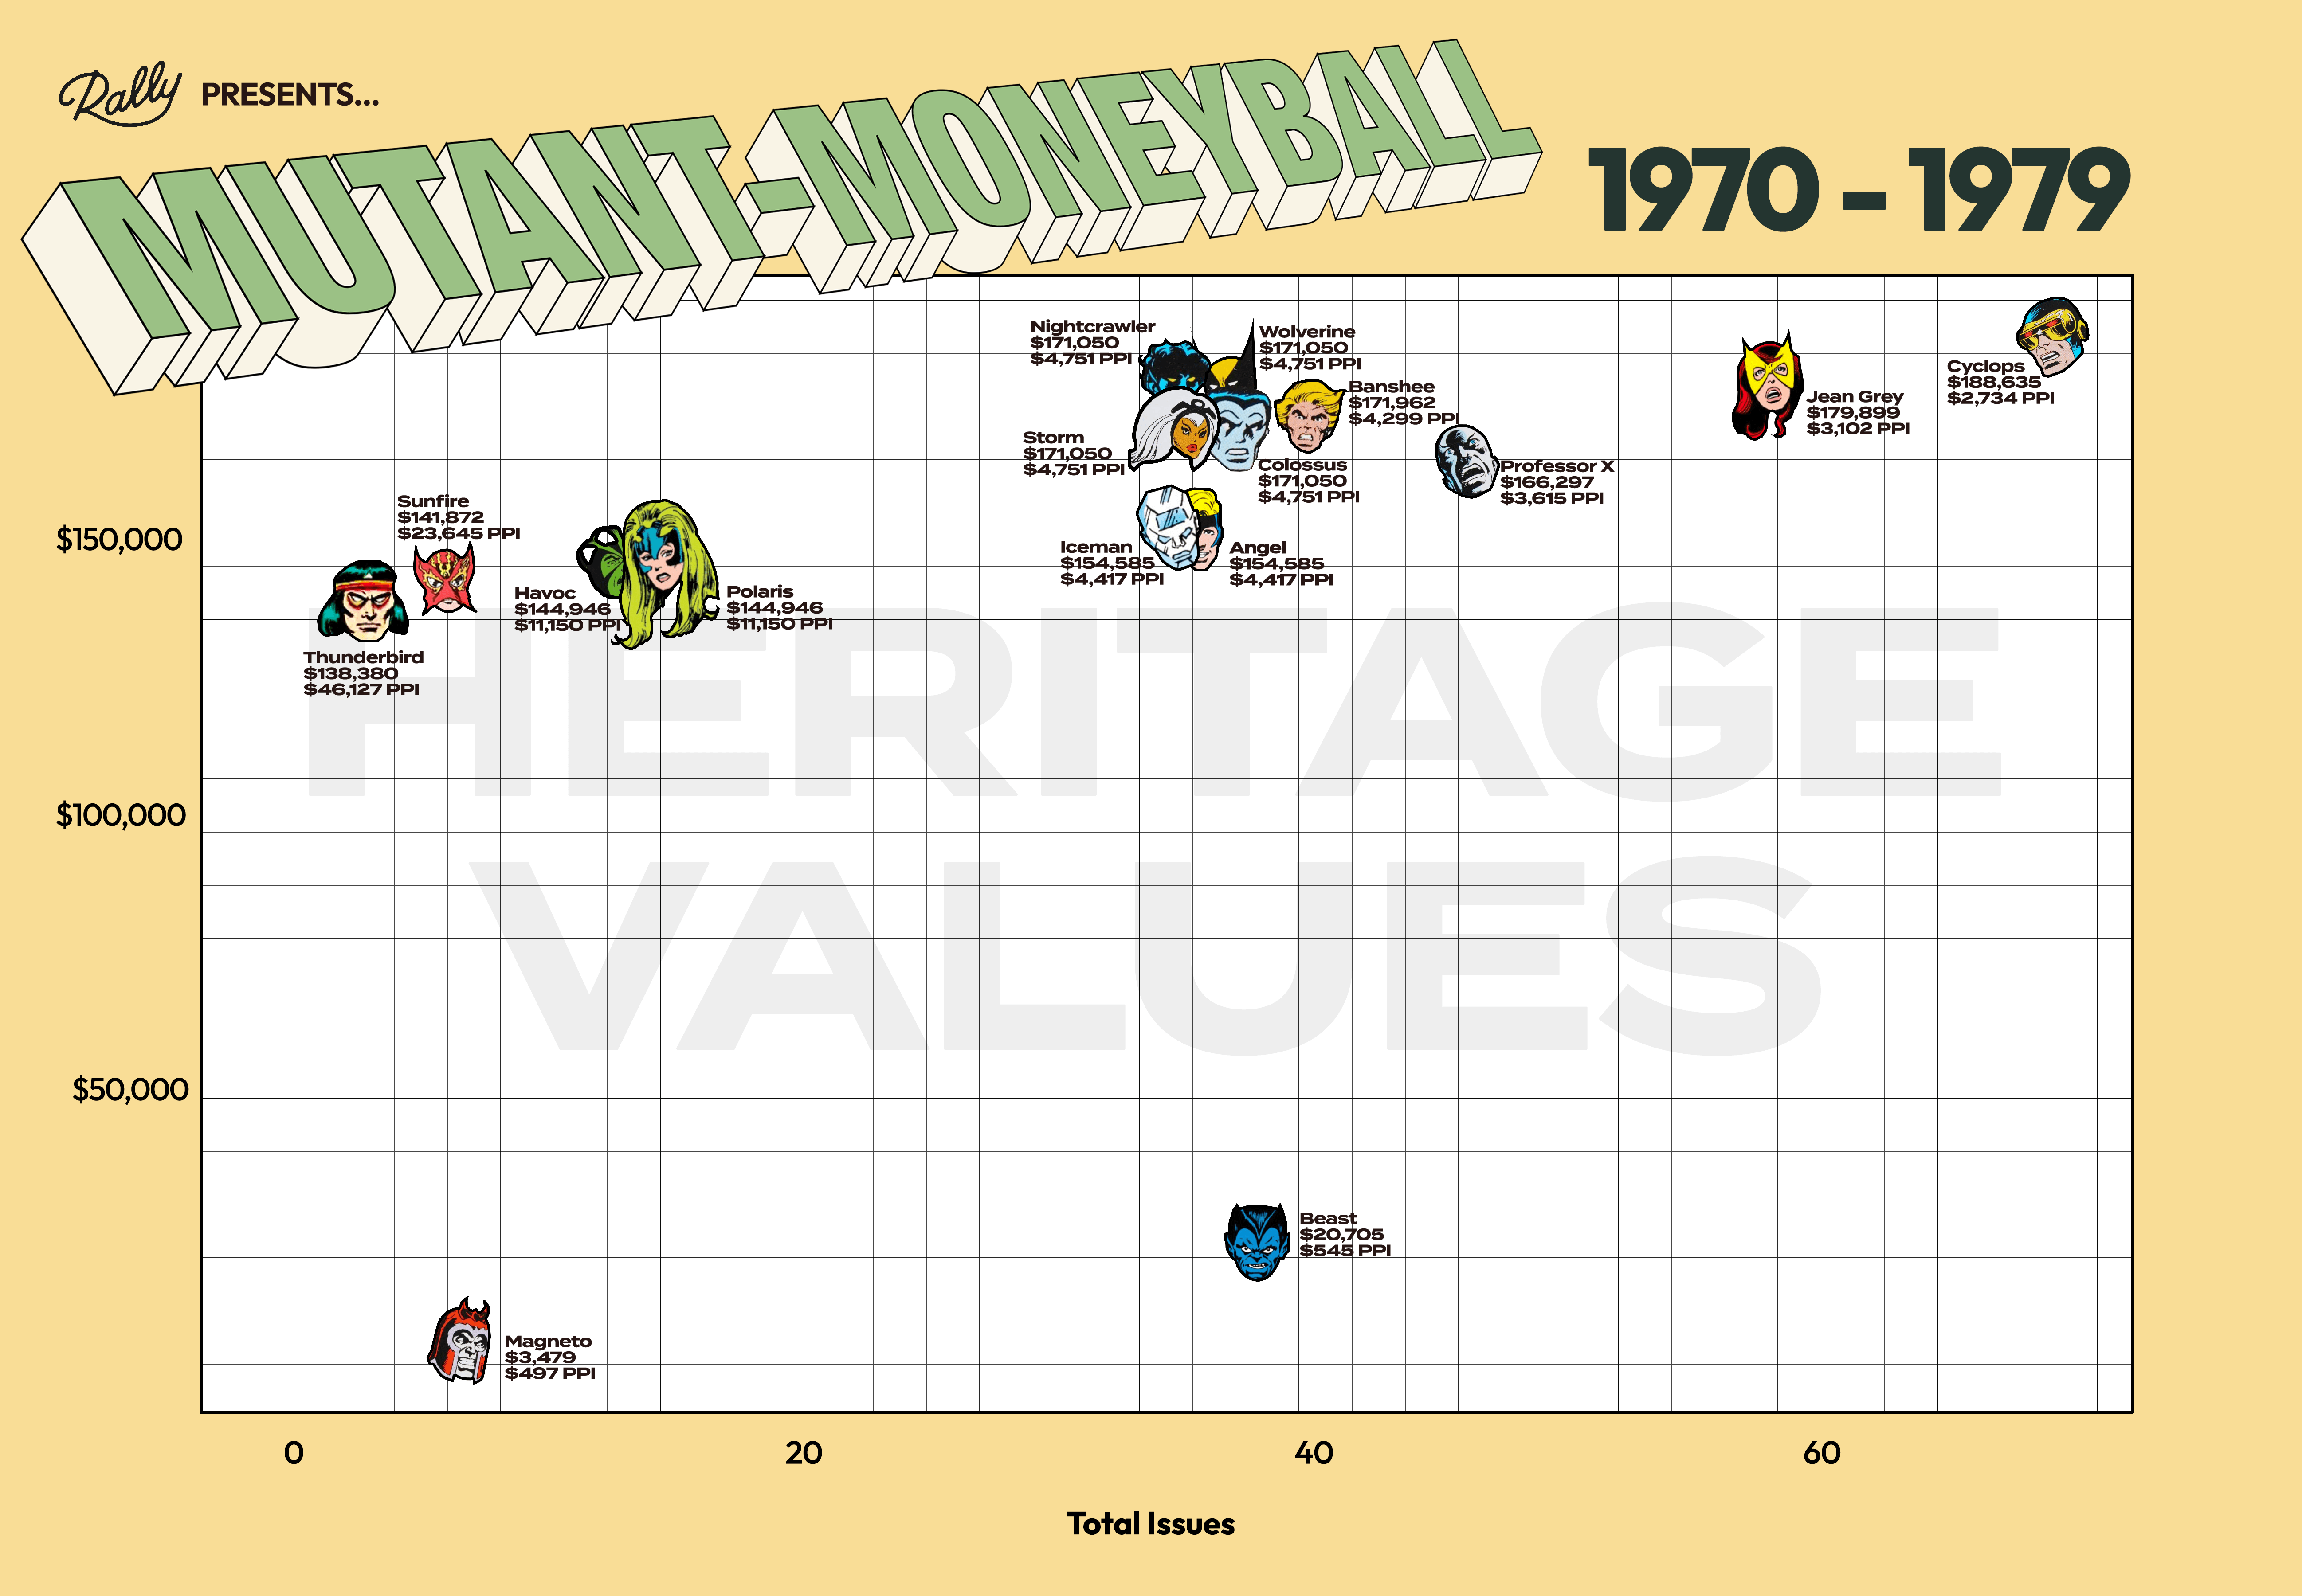 Rally PRESENTS...
MUTANT-MONEYBALL
1970 - 1979
HERITAGE
VALUES
Nightcrawler
$171,050
$4,751 PPI
Wolverine
$171,050
$4,751 PPI
Banshee
$171,962
$4,299 PPI
Storm
$171,050
$4,751 PPI
Colossus
$171,050
$4,751 PPI
Professor X
$166,297
$3,615 PPI
Jean Grey
$179,899
$3,102 PPI
Cyclops
$188,635
$2,734 PPI
Sunfire
$141,872
$23,645 PPI
Thunderbird
$138,380
$46,127 PPI
Havoc
$144,946
$11,150 PPI
Polaris
$144,946
$11,150 PPI
Iceman
$154,585
$4,417 PPI
Angel
$154,585
$4,417 PPI
Beast
$20,705
$545 PPI
Magneto
$3,479
$497 PPI
$150,000
$100,000
$50,000
0 20 40 60
Total Issues